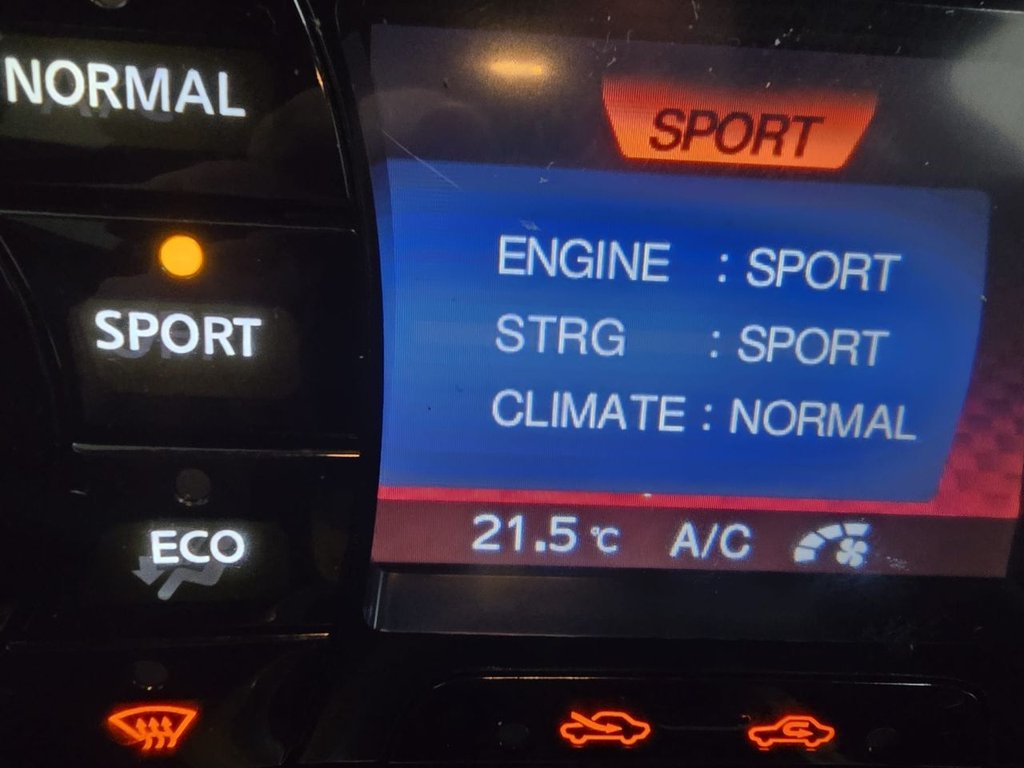 NORMAL
SPORT
SPORT
ENGINE : SPORT
STRG : SPORT
CLIMATE : NORMAL
ECO
21.5 °C A/C